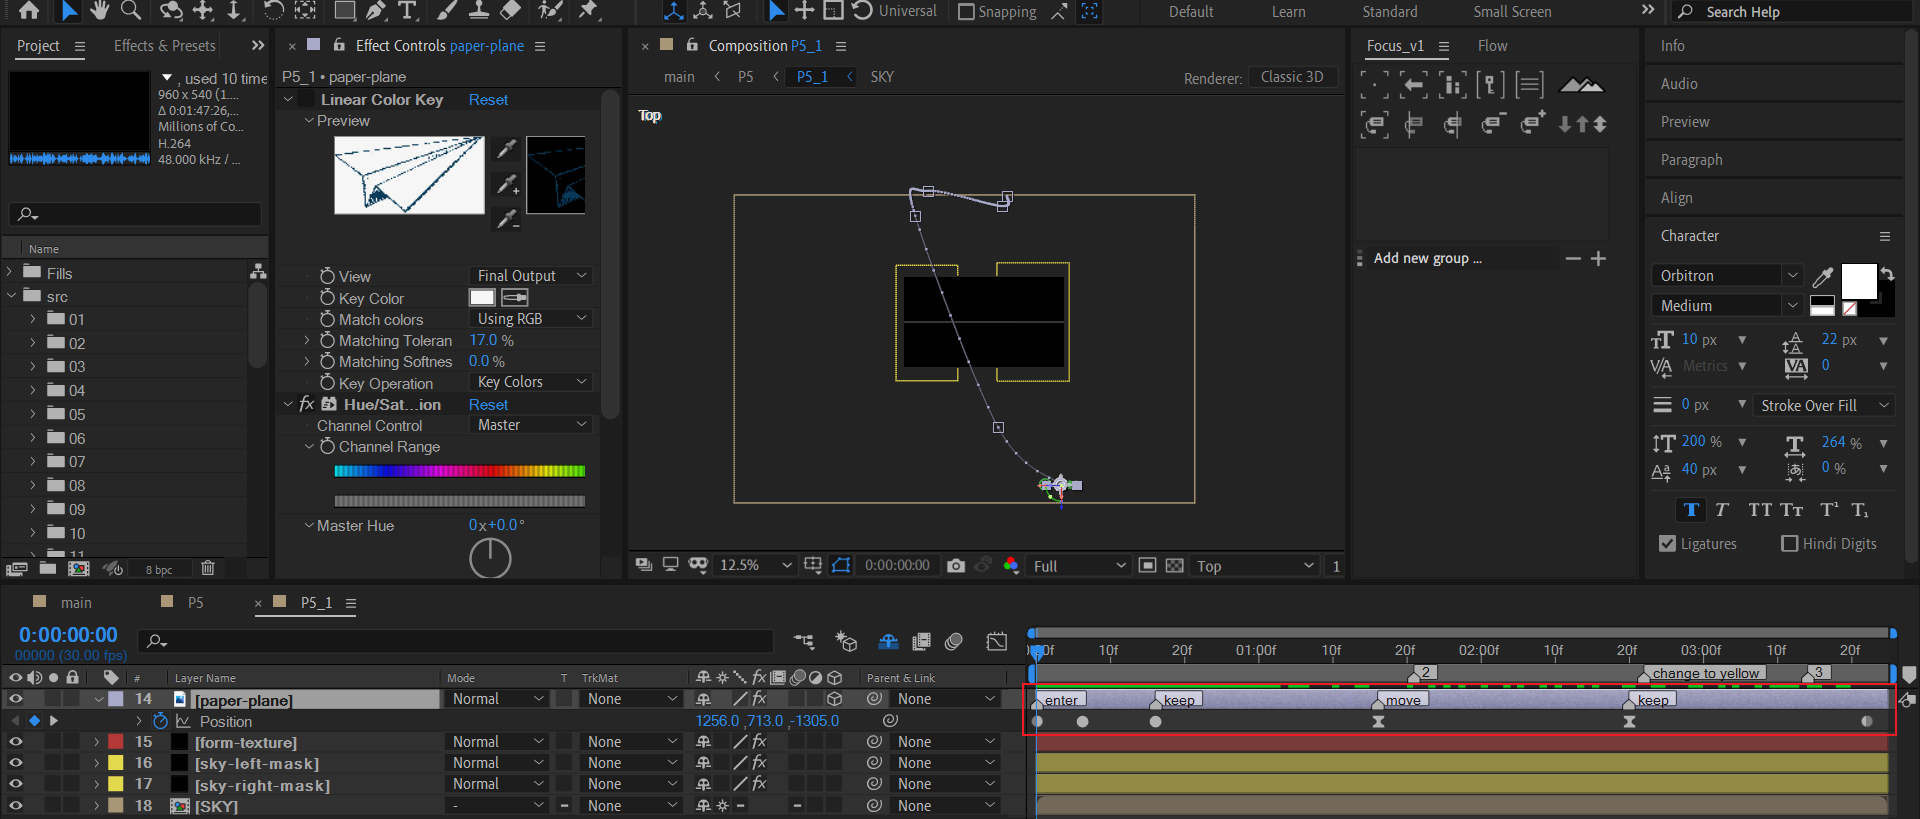 Universal
Snapping
Default
Learn
Standard
Small Screen
Search Help
Project
Effects & Presets
, used 10 time
960 x 540 (1....
Δ 0:01:47:26,
Millions of Co...
H.264
48.000 kHz / ...
Name
Fills
src
01
02
03
04
05
06
07
08
09
10
11
8 bpc
Effect Controls paper-plane
P5_1 • paper-plane
Linear Color Key
Reset
Preview
View
Final Output
Key Color
Match colors
Using RGB
Matching Toleran
17.0 %
Matching Softnes
0.0 %
Key Operation
Key Colors
fx
Hue/Sat...ion
Reset
Channel Control
Master
Channel Range
Master Hue
0x+0.0°
Composition P5_1
main
P5
P5_1
SKY
Renderer:
Classic 3D
Top
12.5%
0:00:00:00
Full
Top
1
Focus_v1
Flow
Add new group ...
Info
Audio
Preview
Paragraph
Align
Character
Orbitron
Medium
10 px
22 px
Metrics
0
0 px
Stroke Over Fill
200 %
264 %
40 px
0 %
Ligatures
Hindi Digits
main
P5
P5_1
0:00:00:00
00000 (30.00 fps)
#
Layer Name
Mode
T
TrkMat
fx
Parent & Link
14
[paper-plane]
Normal
None
Position
1256.0 ,713.0 ,-1305.0
15
[form-texture]
Normal
None
fx
None
16
[sky-left-mask]
Normal
None
fx
None
17
[sky-right-mask]
Normal
None
fx
None
18
[SKY]
-
None
None
10f
20f
01:00f
10f
20f
02:00f
10f
20f
03:00f
10f
20f
2
change to yellow
3
enter
keep
move
keep